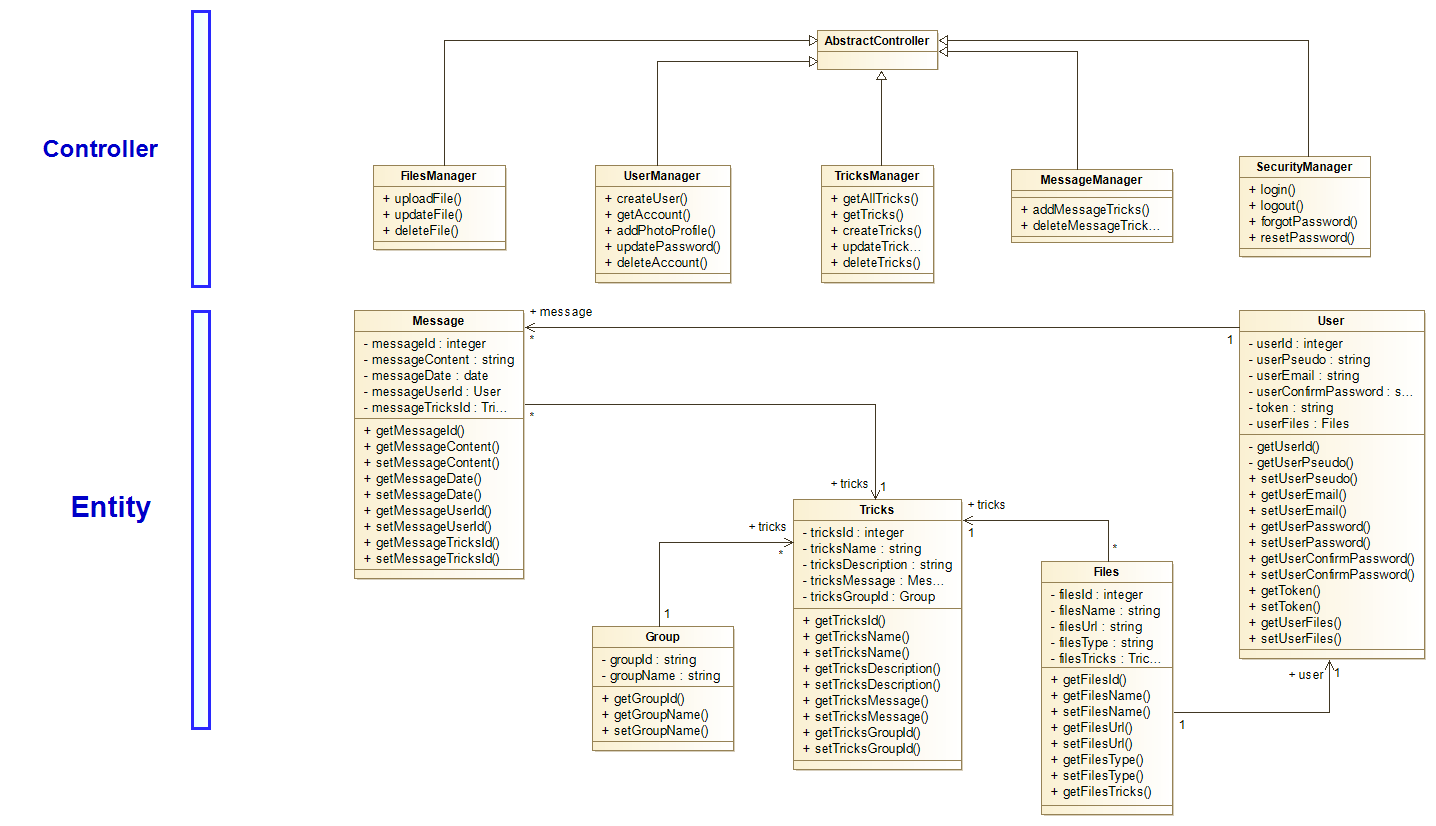 Controller
AbstractController
FilesManager
+ uploadFile()
+ updateFile()
+ deleteFile()
UserManager
+ createUser()
+ getAccount()
+ addPhotoProfile()
+ updatePassword()
+ deleteAccount()
TricksManager
+ getAllTricks()
+ getTricks()
+ createTricks()
+ updateTrick...
+ deleteTricks()
MessageManager
+ addMessageTricks()
+ deleteMessageTrick...
SecurityManager
+ login()
+ logout()
+ forgotPassword()
+ resetPassword()
Entity
Message
- messageId : integer
- messageContent : string
- messageDate : date
- messageUserId : User
- messageTricksId : Tri...
+ getMessageId()
+ getMessageContent()
+ setMessageContent()
+ getMessageDate()
+ setMessageDate()
+ getMessageUserId()
+ setMessageUserId()
+ getMessageTricksId()
+ setMessageTricksId()
+ message
*
1
*
+ tricks
1
User
- userId : integer
- userPseudo : string
- userEmail : string
- userConfirmPassword : s...
- token : string
- userFiles : Files
- getUserId()
- getUserPseudo()
+ setUserPseudo()
+ getUserEmail()
+ setUserEmail()
+ getUserPassword()
+ setUserPassword()
+ getUserConfirmPassword()
+ setUserConfirmPassword()
+ getToken()
+ setToken()
+ getUserFiles()
+ setUserFiles()
+ tricks
*
1
Group
- groupId : string
- groupName : string
+ getGroupId()
+ getGroupName()
+ setGroupName()
Tricks
- tricksId : integer
- tricksName : string
- tricksDescription : string
- tricksMessage : Mes...
- tricksGroupId : Group
+ getTricksId()
+ getTricksName()
+ setTricksName()
+ getTricksDescription()
+ setTricksDescription()
+ getTricksMessage()
+ setTricksMessage()
+ getTricksGroupId()
+ setTricksGroupId()
+ tricks
1
*
Files
- filesId : integer
- filesName : string
- filesUrl : string
- filesType : string
- filesTricks : Tric...
+ getFilesId()
+ getFilesName()
+ setFilesName()
+ getFilesUrl()
+ setFilesUrl()
+ getFilesType()
+ setFilesType()
+ getFilesTricks()
+ user
1
1